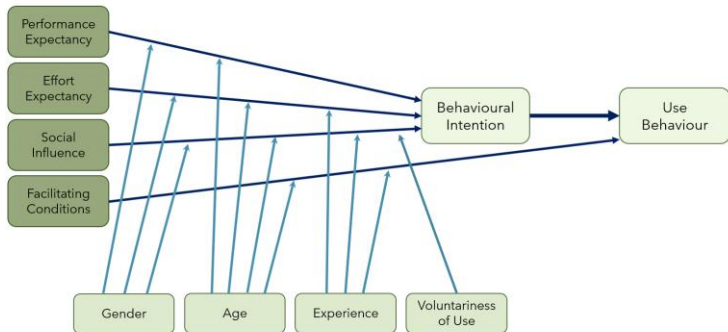 Performance
Expectancy
Effort
Expectancy
Social
Influence
Facilitating
Conditions
Behavioural
Intention
Use
Behaviour
Gender
Age
Experience
Voluntariness
of Use